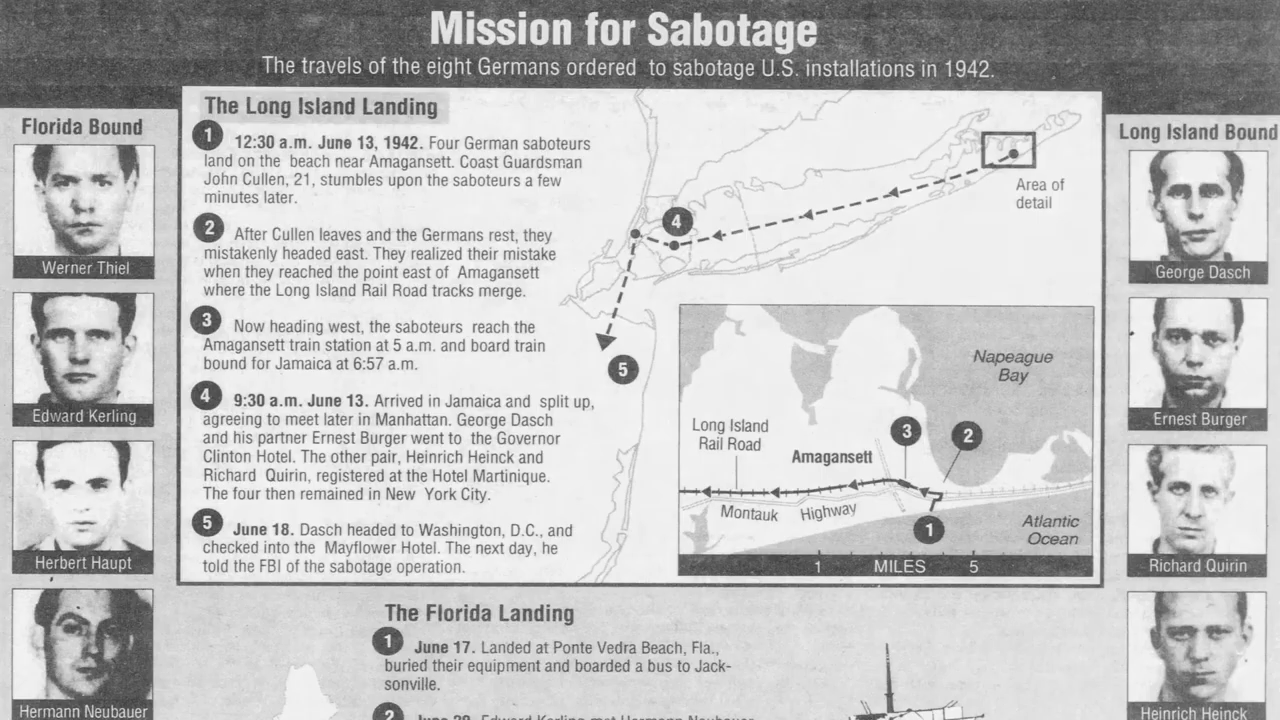 Mission for Sabotage
The travels of the eight Germans ordered to sabotage U.S. installations in 1942.
Florida Bound
Werner Thiel
Edward Kerling
Herbert Haupt
Hermann Neubauer
The Long Island Landing
1 12:30 a.m. June 13, 1942. Four German saboteurs
land on the beach near Amagansett. Coast Guardsman
John Cullen, 21, stumbles upon the saboteurs a few
minutes later.
2 After Cullen leaves and the Germans rest, they
mistakenly headed east. They realized their mistake
when they reached the point east of Amagansett
where the Long Island Rail Road tracks merge.
3 Now heading west, the saboteurs reach the
Amagansett train station at 5 a.m. and board train
bound for Jamaica at 6:57 a.m.
4 9:30 a.m. June 13. Arrived in Jamaica and split up,
agreeing to meet later in Manhattan. George Dasch
and his partner Ernest Burger went to the Governor
Clinton Hotel. The other pair, Heinrich Heinck and
Richard Quirin, registered at the Hotel Martinique.
The four then remained in New York City.
5 June 18. Dasch headed to Washington, D.C., and
checked into the Mayflower Hotel. The next day, he
told the FBI of the sabotage operation.
Area of
detail
4
5
Napeague
Bay
Long Island
Rail Road
3
2
Amagansett
Montauk Highway
1
Atlantic
Ocean
1 MILES 5
Long Island Bound
George Dasch
Ernest Burger
Richard Quirin
Heinrich Heinck
The Florida Landing
1 June 17. Landed at Ponte Vedra Beach, Fla.,
buried their equipment and boarded a bus to Jack-
sonville.
2 June 20. Edward Kerling met Hermann Neubauer